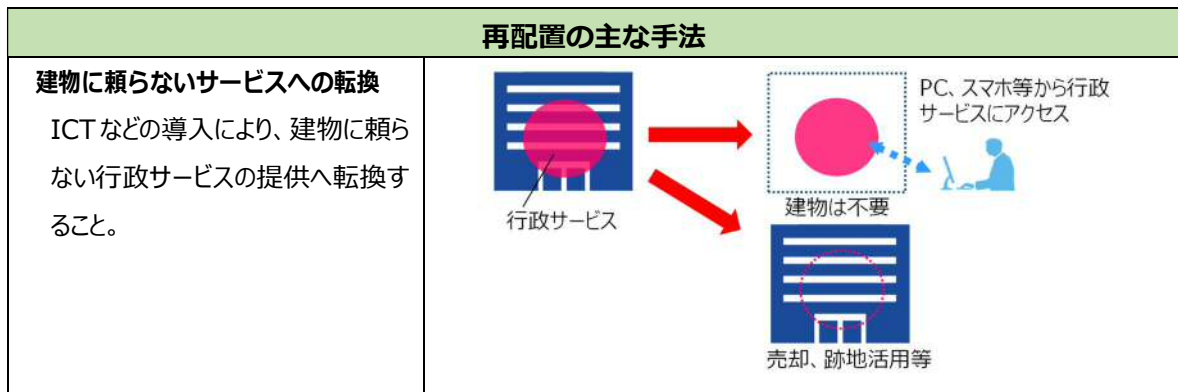 再配置の主な手法
建物に頼らないサービスへの転換
ICTなどの導入により、建物に頼ら
ない行政サービスの提供へ転換す
ること。
行政サービス
PC、スマホ等から行政
サービスにアクセス
建物は不要
売却、跡地活用等